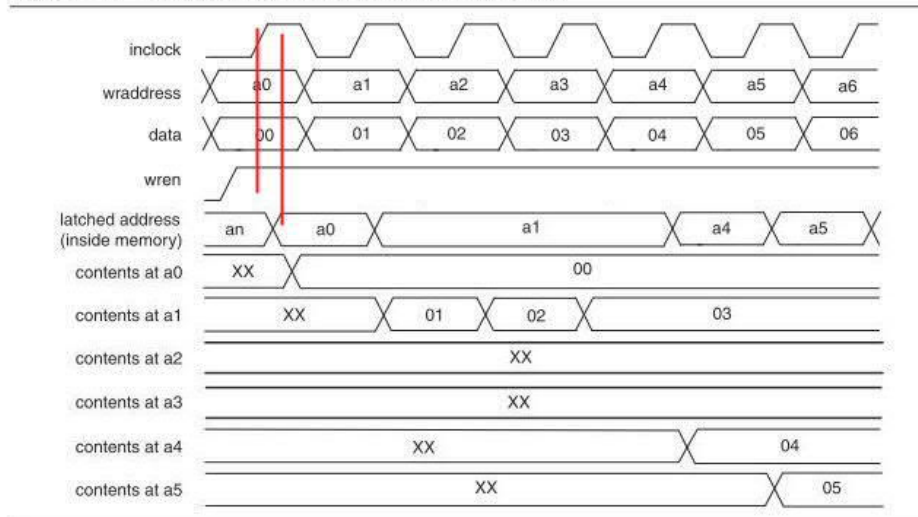 inclock
wraddress a0 a1 a2 a3 a4 a5 a6
data 00 01 02 03 04 05 06
wren
latched address
(inside memory) an a0 a1 a4 a5
contents at a0 XX 00
contents at a1 XX 01 02 03
contents at a2 XX
contents at a3 XX
contents at a4 XX 04
contents at a5 XX 05